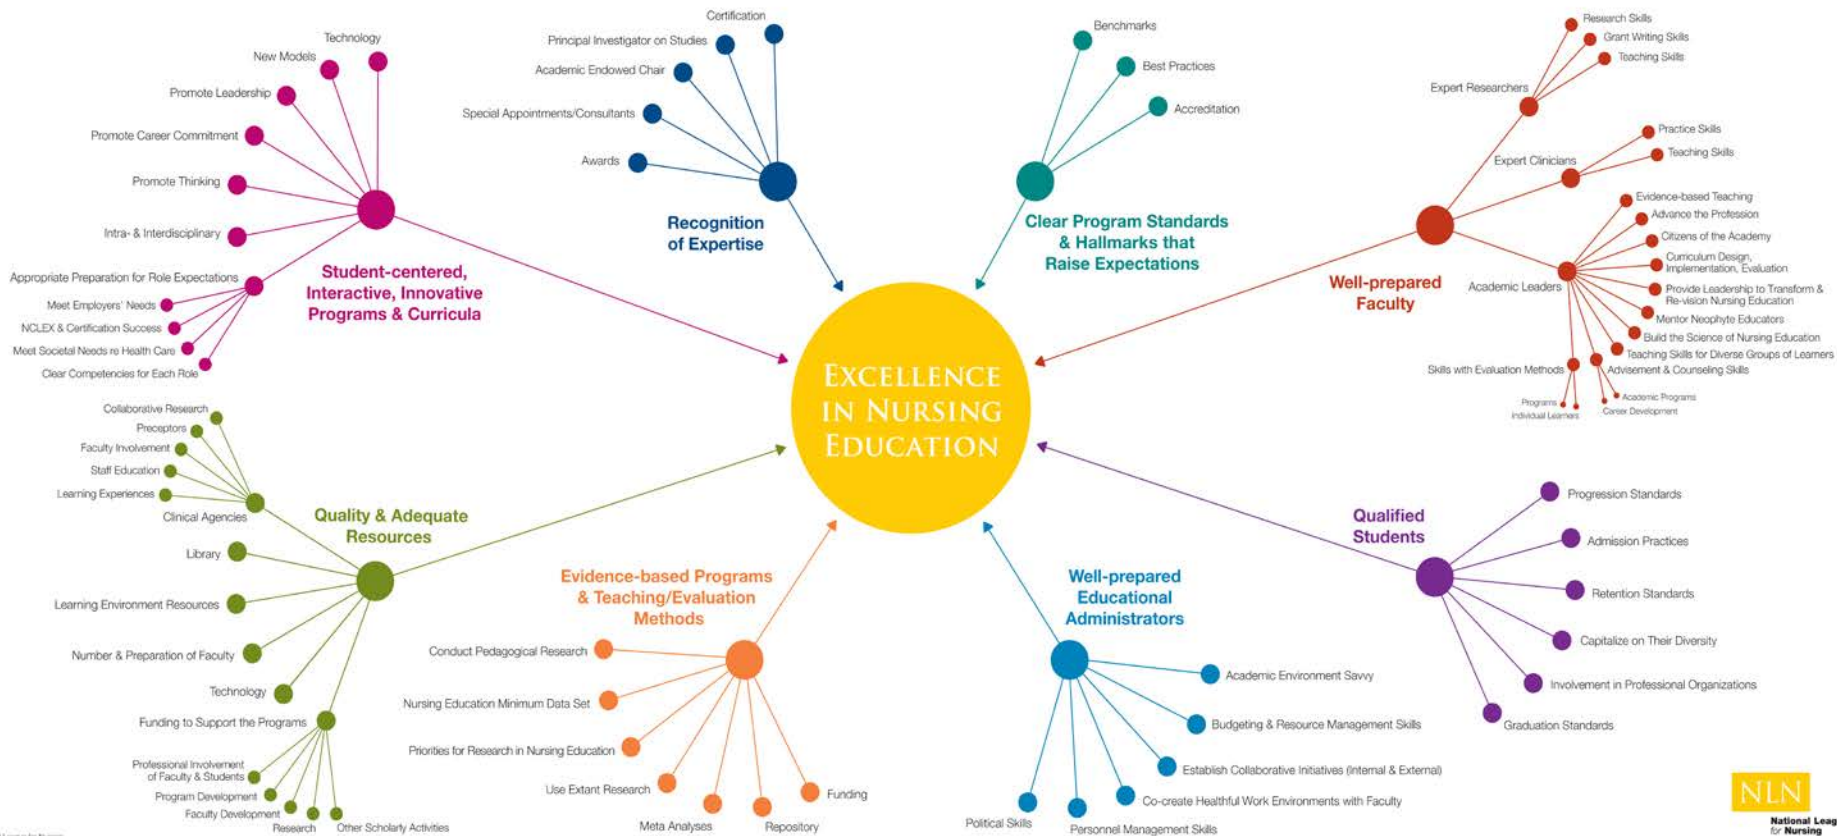 Technology
New Models
Promote Leadership
Promote Career Commitment
Promote Thinking
Intra- & Interdisciplinary
Appropriate Preparation for Role Expectations
Meet Employers' Needs
NCLEX & Certification Success
Meet Societal Needs re Health Care
Clear Competencies for Each Role
Student-centered,
Interactive, Innovative
Programs & Curricula
Certification
Principal Investigator on Studies
Academic Endowed Chair
Special Appointments/Consultants
Awards
Recognition
of Expertise
Benchmarks
Best Practices
Accreditation
Clear Program Standards
& Hallmarks that
Raise Expectations
Research Skills
Grant Writing Skills
Teaching Skills
Expert Researchers
Practice Skills
Teaching Skills
Expert Clinicians
Evidence-based Teaching
Advance the Profession
Citizens of the Academy
Curriculum Design,
Implementation, Evaluation
Academic Leaders
Provide Leadership to Transform &
Re-vision Nursing Education
Mentor Neophyte Educators
Build the Science of Nursing Education
Teaching Skills for Diverse Groups of Learners
Skills with Evaluation Methods
Advisement & Counseling Skills
Programs
Individual Learners
Academic Programs
Career Development
Well-prepared
Faculty
EXCELLENCE
IN NURSING
EDUCATION
Collaborative Research
Preceptors
Faculty Involvement
Staff Education
Learning Experiences
Clinical Agencies
Library
Learning Environment Resources
Number & Preparation of Faculty
Technology
Funding to Support the Programs
Professional Involvement
of Faculty & Students
Program Development
Faculty Development
Research
Other Scholarly Activities
Quality & Adequate
Resources
Evidence-based Programs
& Teaching/Evaluation
Methods
Conduct Pedagogical Research
Nursing Education Minimum Data Set
Priorities for Research in Nursing Education
Use Extant Research
Meta Analyses
Repository
Funding
Well-prepared
Educational
Administrators
Academic Environment Savvy
Budgeting & Resource Management Skills
Establish Collaborative Initiatives (Internal & External)
Co-create Healthful Work Environments with Faculty
Personnel Management Skills
Political Skills
Qualified
Students
Progression Standards
Admission Practices
Retention Standards
Capitalize on Their Diversity
Involvement in Professional Organizations
Graduation Standards
NLN
National Leag
for Nursing